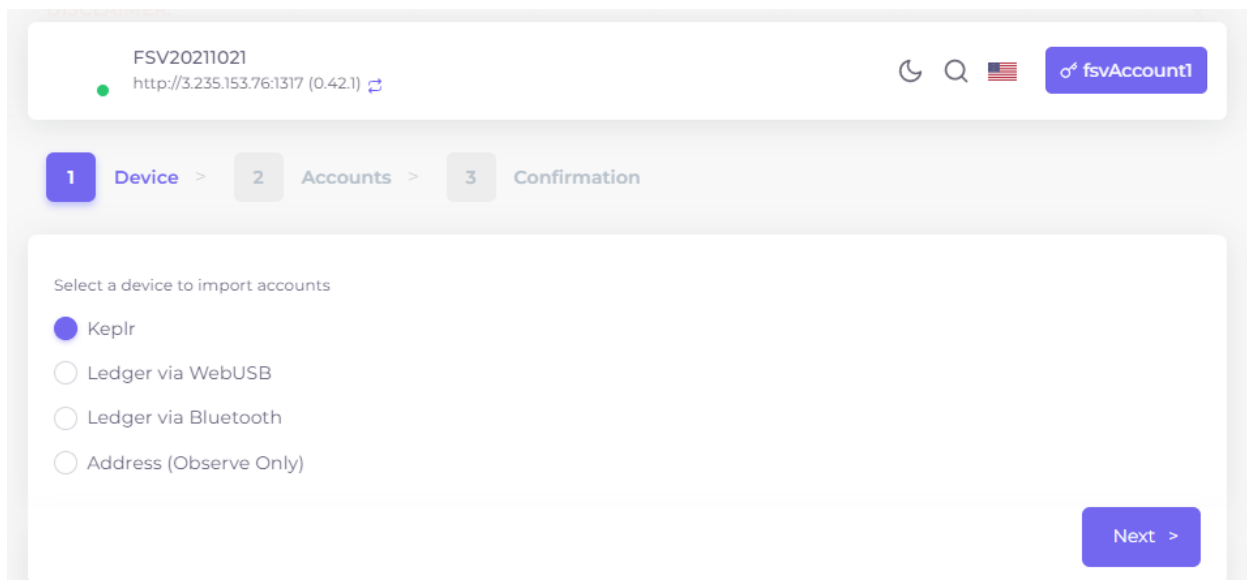 DISCLAIMER:
FSV20211021
http://3.235.153.76:1317 (0.42.1)
fsvAccount1
1 Device > 2 Accounts > 3 Confirmation
Select a device to import accounts
Keplr
Ledger via WebUSB
Ledger via Bluetooth
Address (Observe Only)
Next >